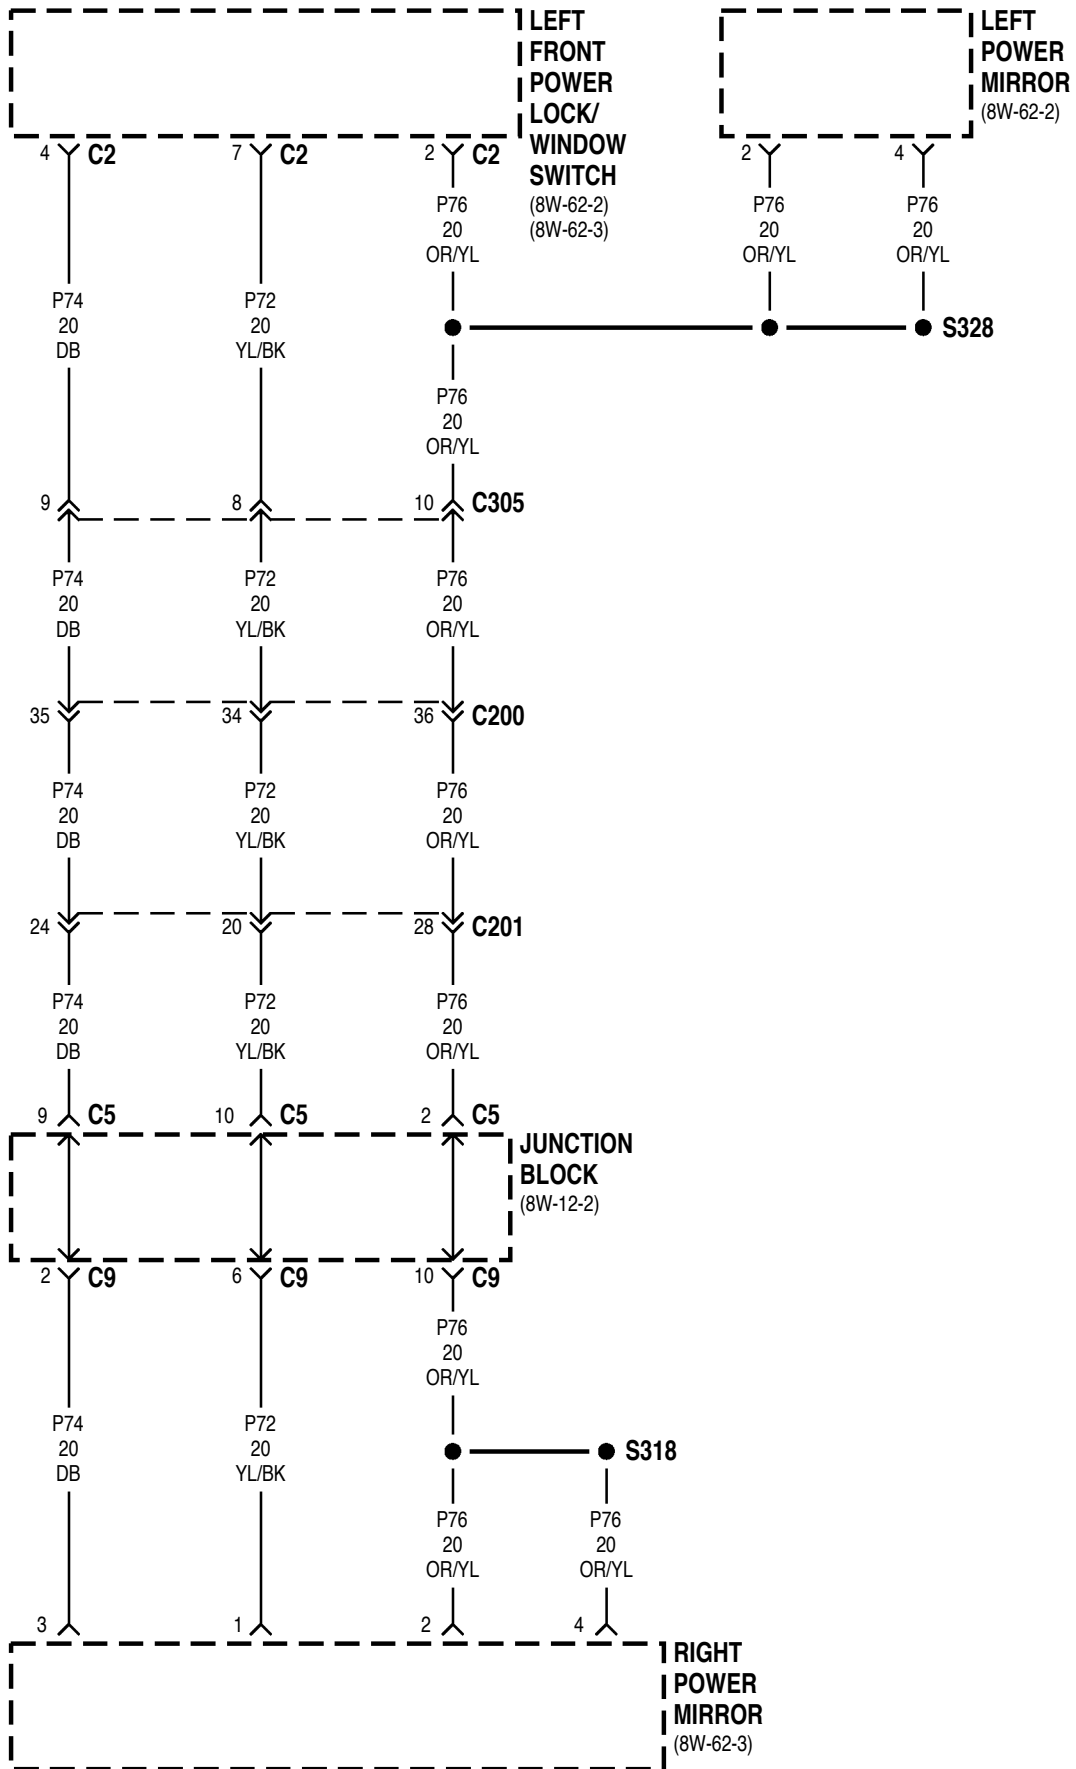 LEFT
FRONT
POWER
LOCK/
WINDOW
SWITCH
(8W-62-2)
(8W-62-3)
LEFT
POWER
MIRROR
(8W-62-2)
4 C2
7 C2
2 C2
2
4
P76
20
OR/YL
P76
20
OR/YL
P76
20
OR/YL
P74
20
DB
P72
20
YL/BK
S328
P76
20
OR/YL
9
8
10 C305
P74
20
DB
P72
20
YL/BK
P76
20
OR/YL
35
34
36 C200
P74
20
DB
P72
20
YL/BK
P76
20
OR/YL
24
20
28 C201
P74
20
DB
P72
20
YL/BK
P76
20
OR/YL
9 C5
10 C5
2 C5
JUNCTION
BLOCK
(8W-12-2)
2 C9
6 C9
10 C9
P76
20
OR/YL
P74
20
DB
P72
20
YL/BK
S318
P76
20
OR/YL
P76
20
OR/YL
3
1
2
4
RIGHT
POWER
MIRROR
(8W-62-3)